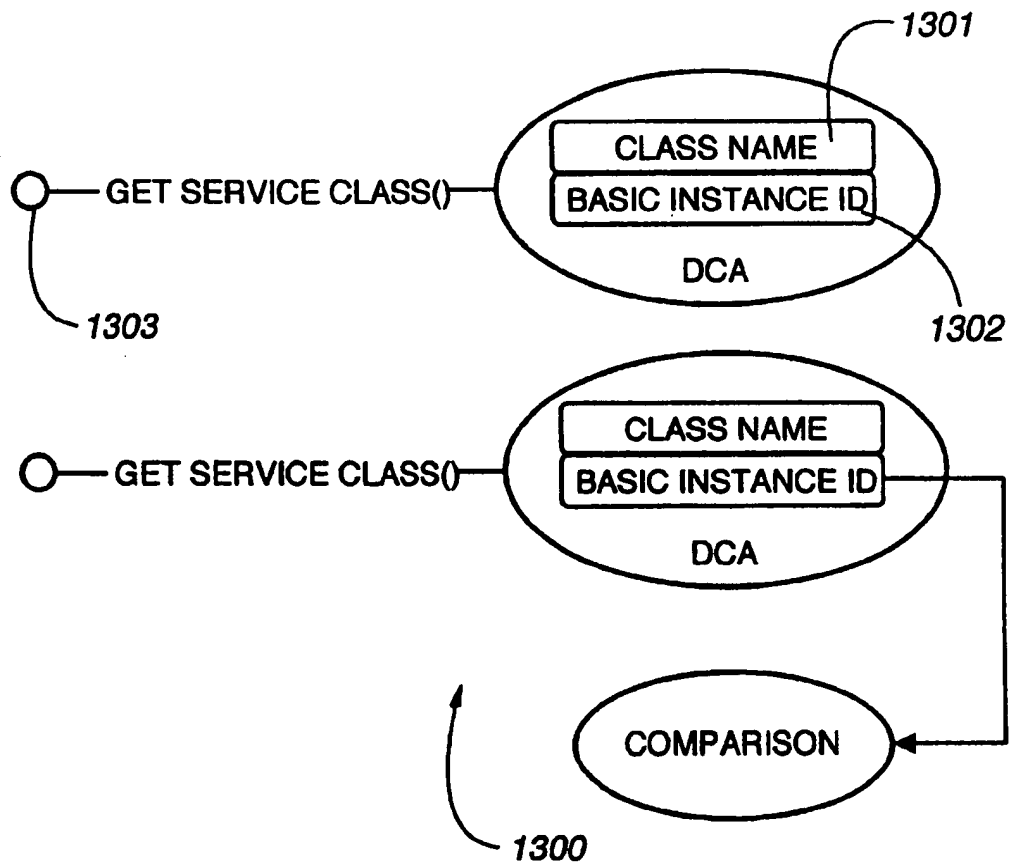 1301
CLASS NAME
GET SERVICE CLASS()
BASIC INSTANCE ID
DCA
1303
1302
CLASS NAME
GET SERVICE CLASS()
BASIC INSTANCE ID
DCA
COMPARISON
1300